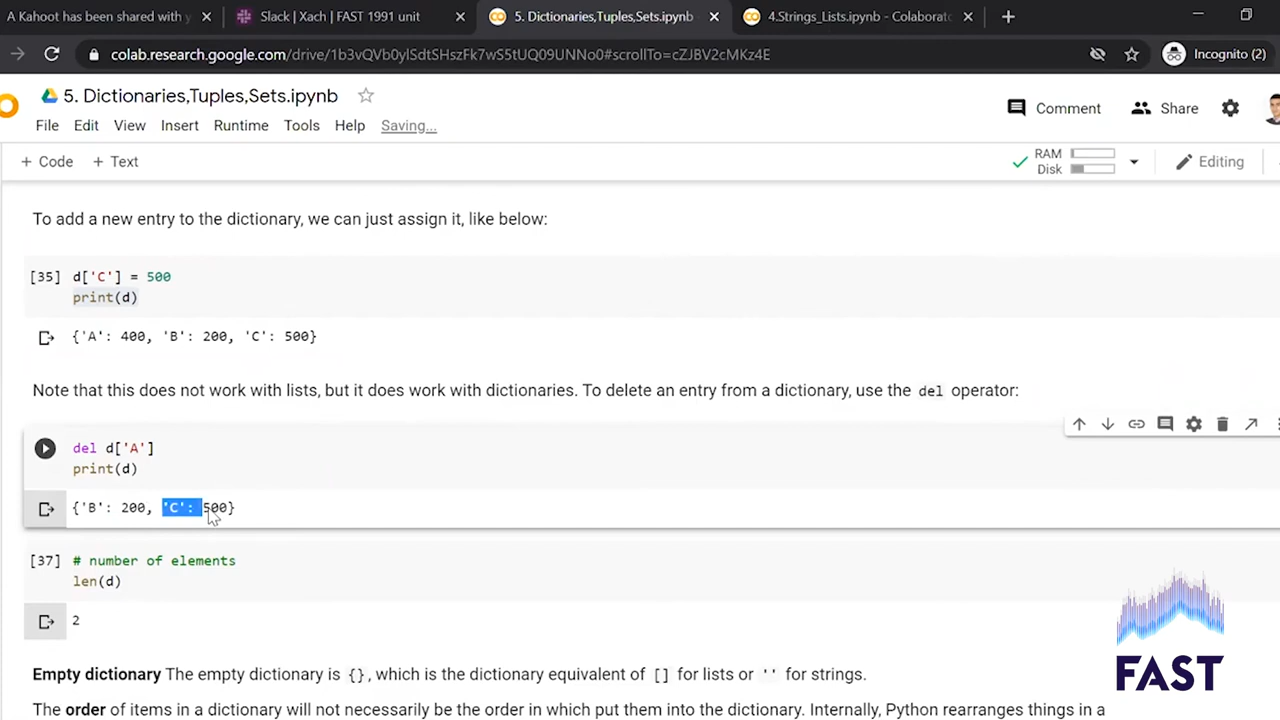 A Kahoot has been shared with y
Slack | Xach | FAST 1991 unit
5. Dictionaries,Tuples,Sets.ipynb
4.Strings_Lists.ipynb - Colaborato
colab.research.google.com/drive/1b3vQVb0ylSdtSHszFk7wS5tUQ09UNNo0#scrollTo=cZJBV2cMKz4E
Incognito (2)
5. Dictionaries,Tuples,Sets.ipynb
Comment
Share
File Edit View Insert Runtime Tools Help Saving...
+ Code + Text
RAM
Disk
Editing
To add a new entry to the dictionary, we can just assign it, like below:
[35] d['C'] = 500
print(d)
{'A': 400, 'B': 200, 'C': 500}
Note that this does not work with lists, but it does work with dictionaries. To delete an entry from a dictionary, use the del operator:
del d['A']
print(d)
{'B': 200, 'C': 500}
[37] # number of elements
len(d)
2
Empty dictionary The empty dictionary is {}, which is the dictionary equivalent of [] for lists or '' for strings.
The order of items in a dictionary will not necessarily be the order in which put them into the dictionary. Internally, Python rearranges things in a
FAST